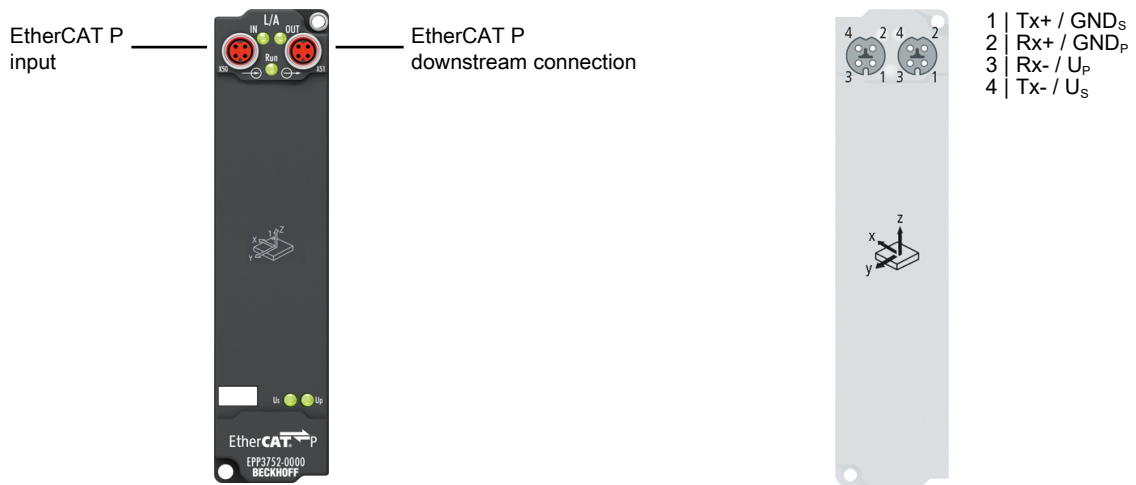 EtherCAT P
input
L/A
IN OUT
Run
X50 X51
EtherCAT P
downstream connection
X Z
Y
Us Up
EtherCAT® P
EPP3752-0000
BECKHOFF
4 2 4 2
3 1 3 1
z
x
y
1 | Tx+ / GNDS
2 | Rx+ / GNDP
3 | Rx- / UP
4 | Tx- / US